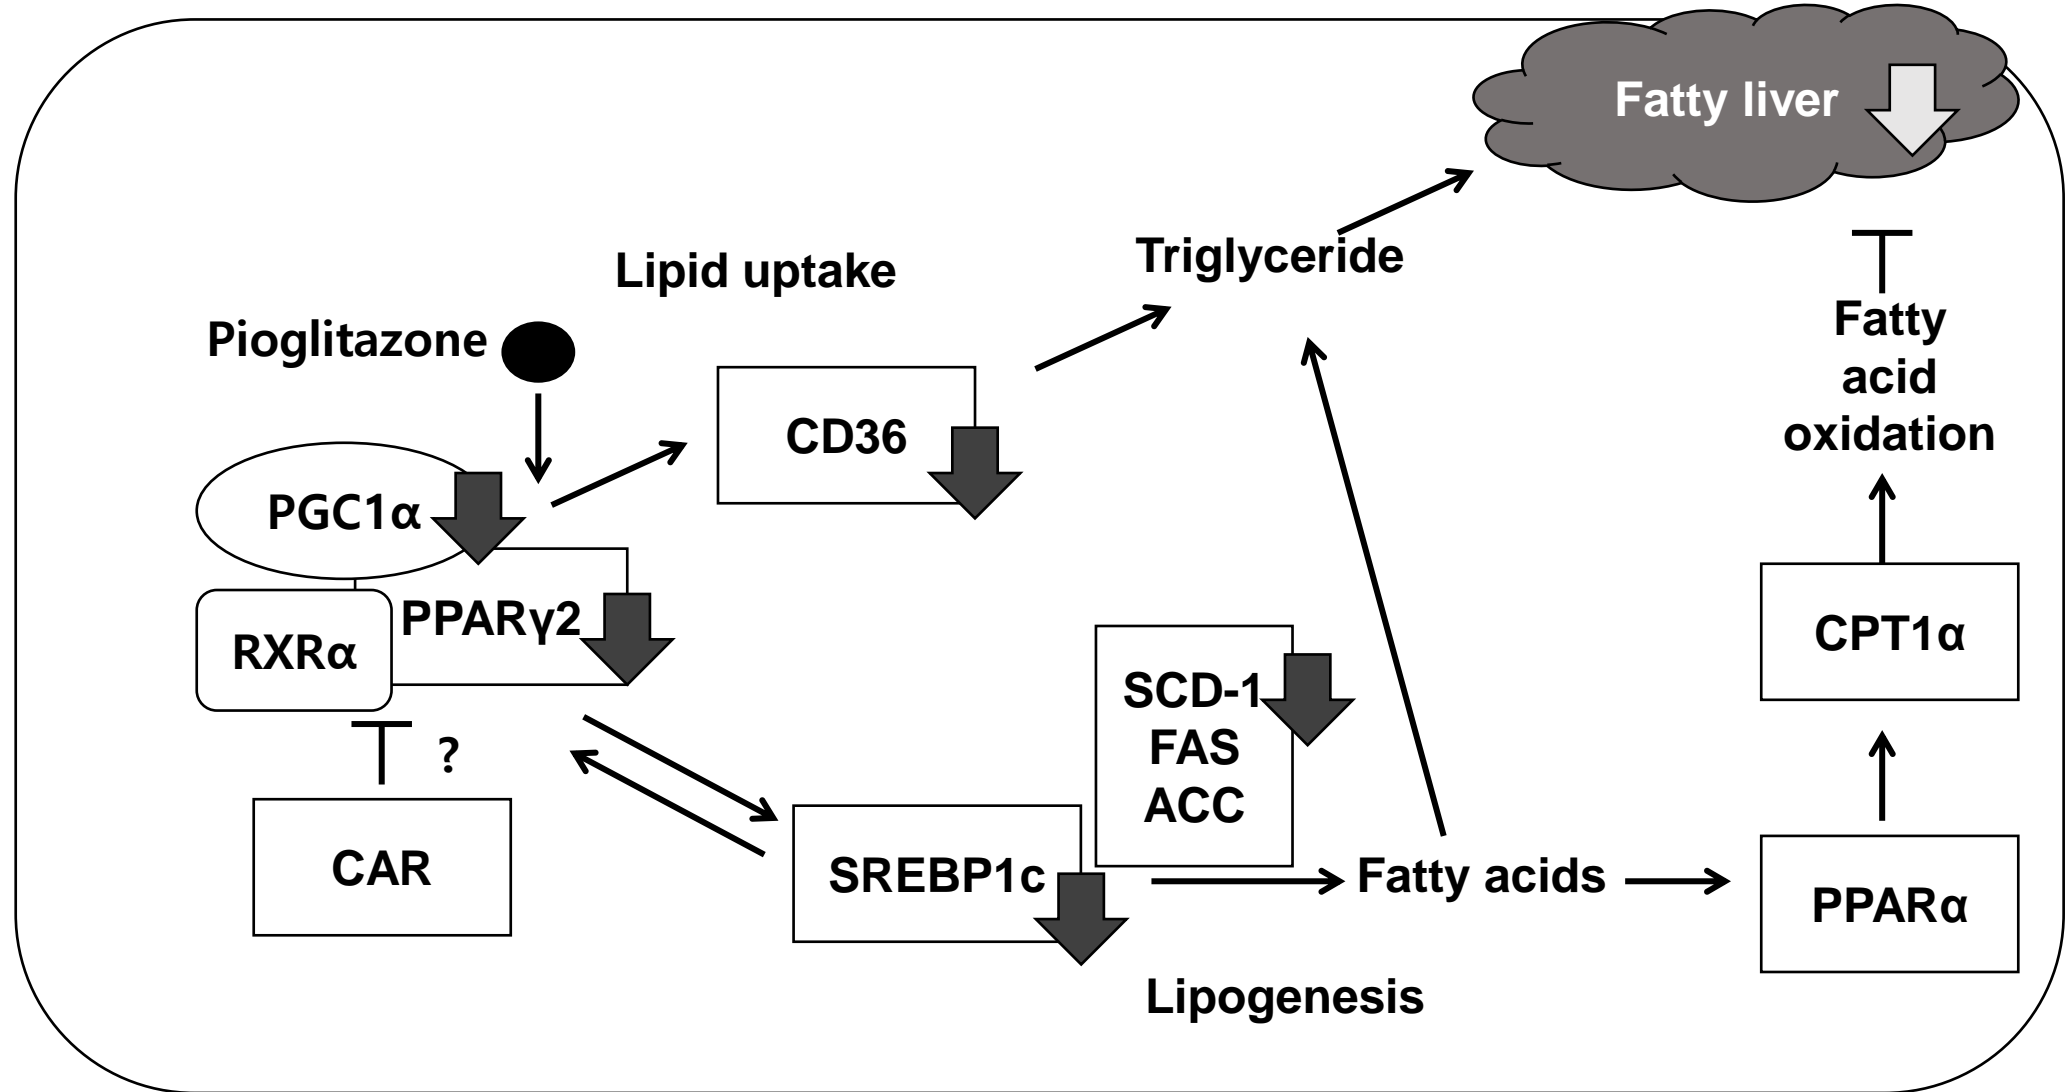 Fatty liver
Lipid uptake
Triglyceride
Pioglitazone
Fatty
acid
oxidation
CD36
PGC1α
PPARγ2
RXRα
?
CAR
SCD-1
FAS
ACC
SREBP1c
Fatty acids
CPT1α
PPARα
Lipogenesis